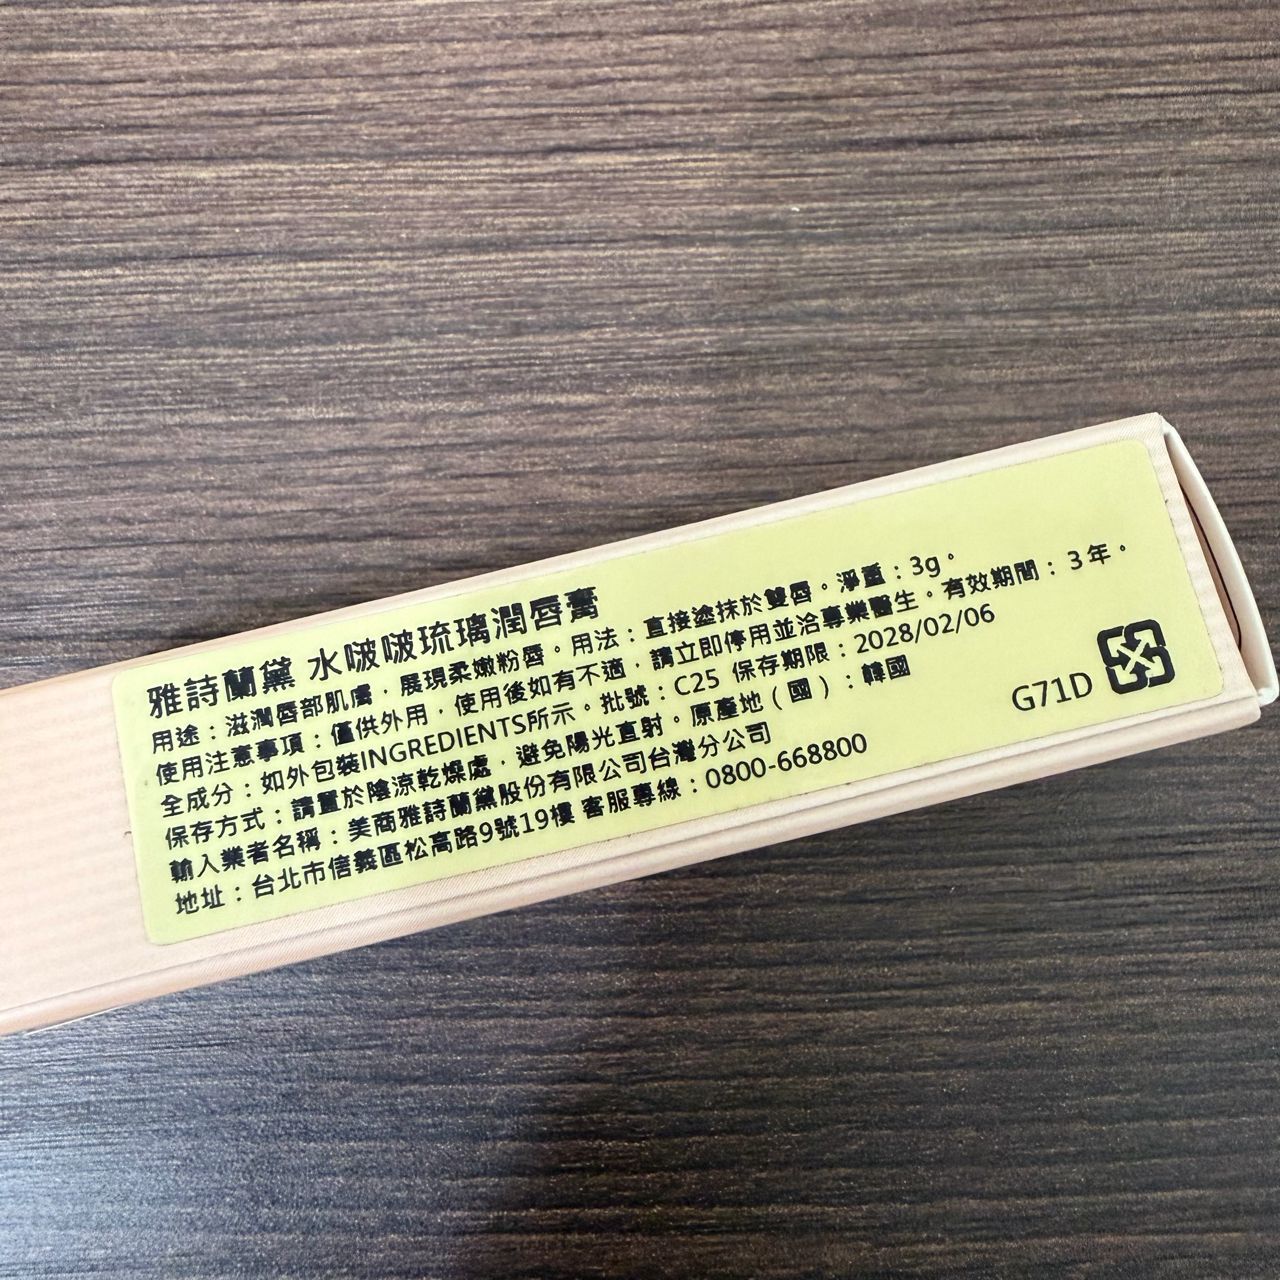 雅詩蘭黛 水啵啵琉璃潤唇膏
用途：滋潤唇部肌膚，展現柔嫩粉唇。用法：直接塗抹於雙唇。淨重：3g。
使用注意事項：僅供外用，使用後如有不適，請立即停用並洽專業醫生。有效期間：3年。
全成分：如外包裝INGREDIENTS所示。批號：C25 保存期限：2028/02/06
保存方式：請置於陰涼乾燥處，避免陽光直射。原產地（國）：韓國
輸入業者名稱：美商雅詩蘭黛股份有限公司台灣分公司
地址：台北市信義區松高路9號19樓 客服專線：0800-668800
G71D